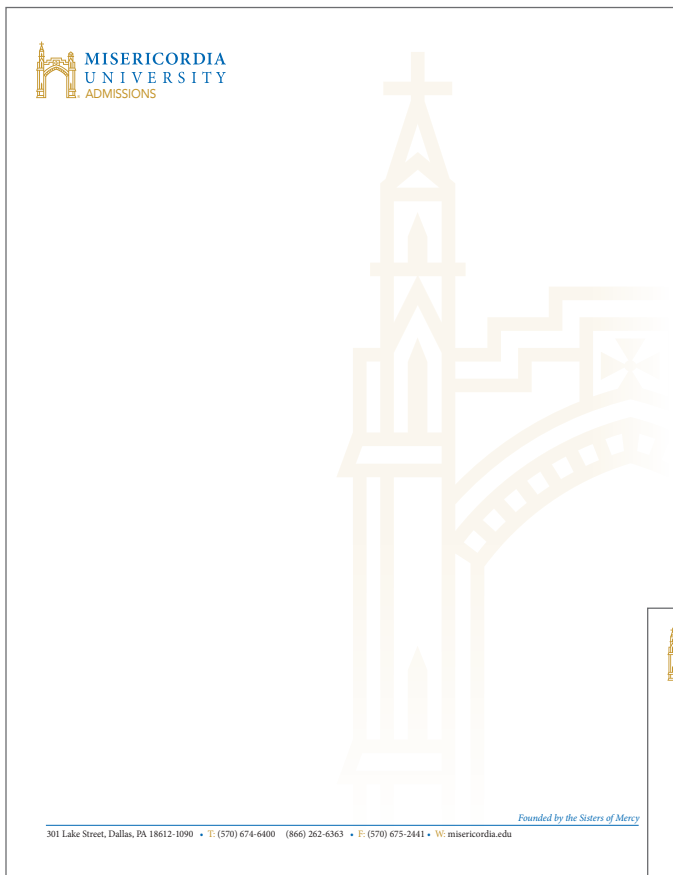 MISERICORDIA
UNIVERSITY
ADMISSIONS
Founded by the Sisters of Mercy
301 Lake Street, Dallas, PA 18612-1090 • T: (570) 674-6400 (866) 262-6363 • F: (570) 675-2441 • W: misericordia.edu